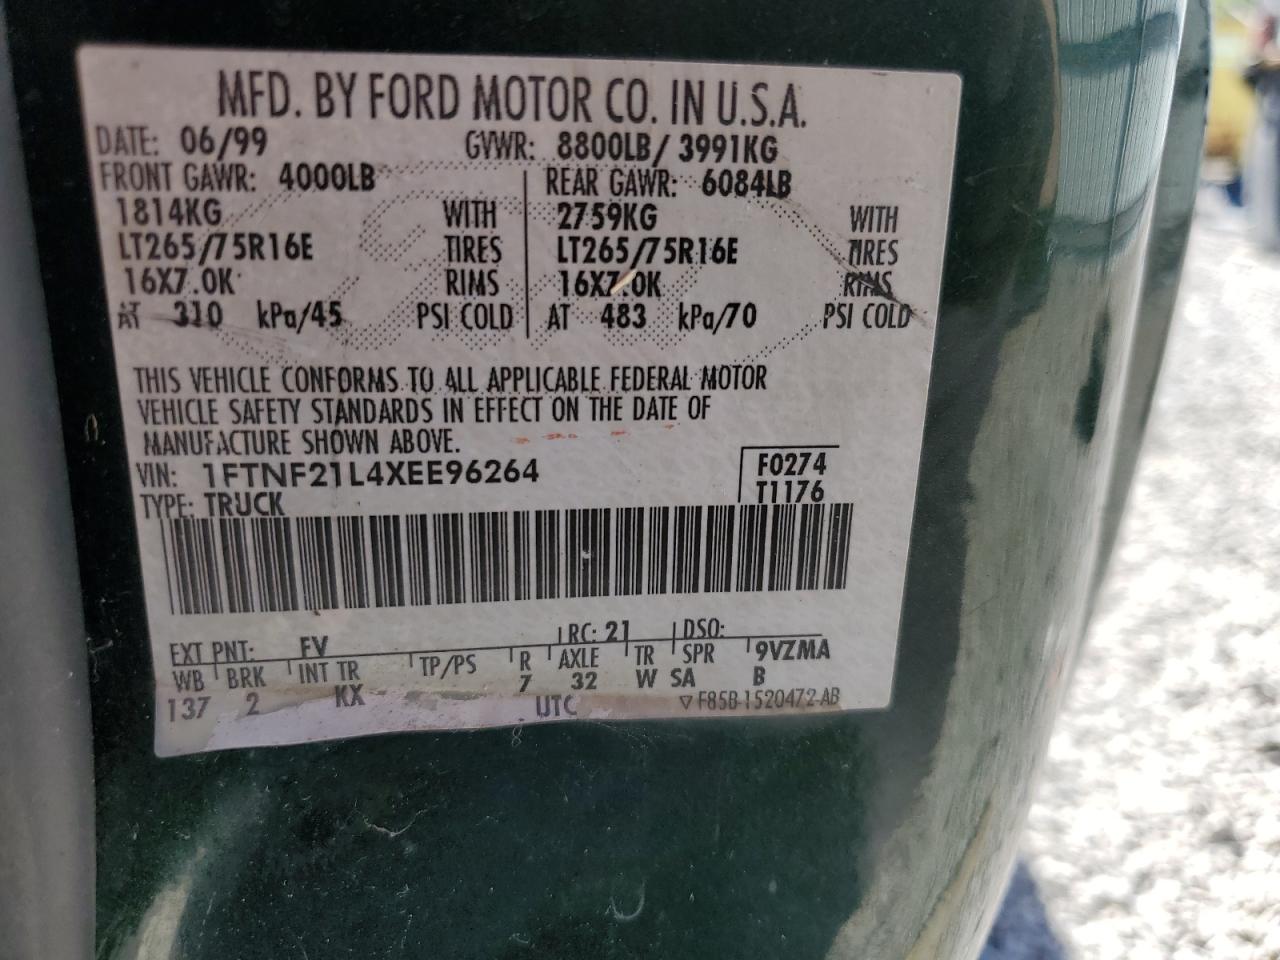 MFD. BY FORD MOTOR CO. IN U.S.A.
DATE: 06/99 GVWR: 8800LB/ 3991KG
FRONT GAWR: 4000LB REAR GAWR: 6084LB
1814KG WITH 2759KG WITH
LT265/75R16E TIRES LT265/75R16E TIRES
16X7.0K RIMS 16X7.0K RIMS
AT 310 kPa/45 PSI COLD AT 483 kPa/70 PSI COLD
THIS VEHICLE CONFORMS TO ALL APPLICABLE FEDERAL MOTOR
VEHICLE SAFETY STANDARDS IN EFFECT ON THE DATE OF
MANUFACTURE SHOWN ABOVE.
VIN: 1FTNF21L4XEE96264 F0274
TYPE: TRUCK T1176
EXT PNT: FV RC: 21 DSO:
WB BRK INT TR TP/PS R AXLE TR SPR 9VZMA
137 2 KX 7 32 W SA B
UTC ▽F85B-1520472-AB